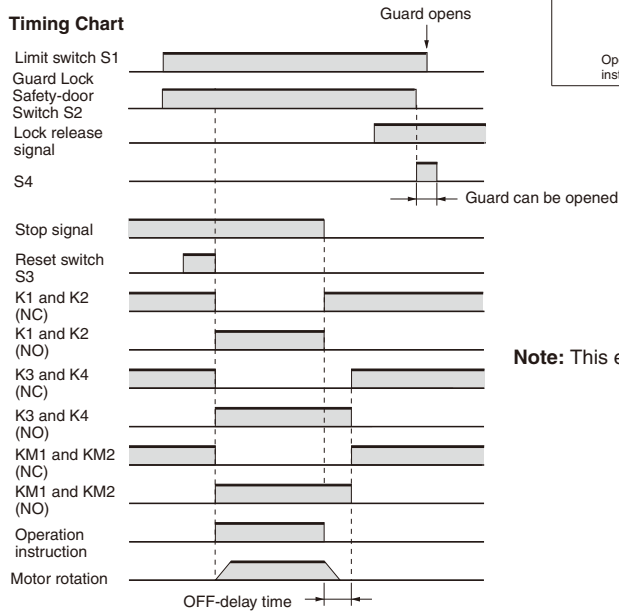 Timing Chart
Guard opens
Limit switch S1
Guard Lock
Safety-door
Switch S2
Lock release
signal
S4
Guard can be opened
Stop signal
Reset switch
S3
K1 and K2
(NC)
K1 and K2
(NO)
K3 and K4
(NC)
K3 and K4
(NO)
KM1 and KM2
(NC)
KM1 and KM2
(NO)
Operation
instruction
Motor rotation
OFF-delay time
Op
ins
Note: This e